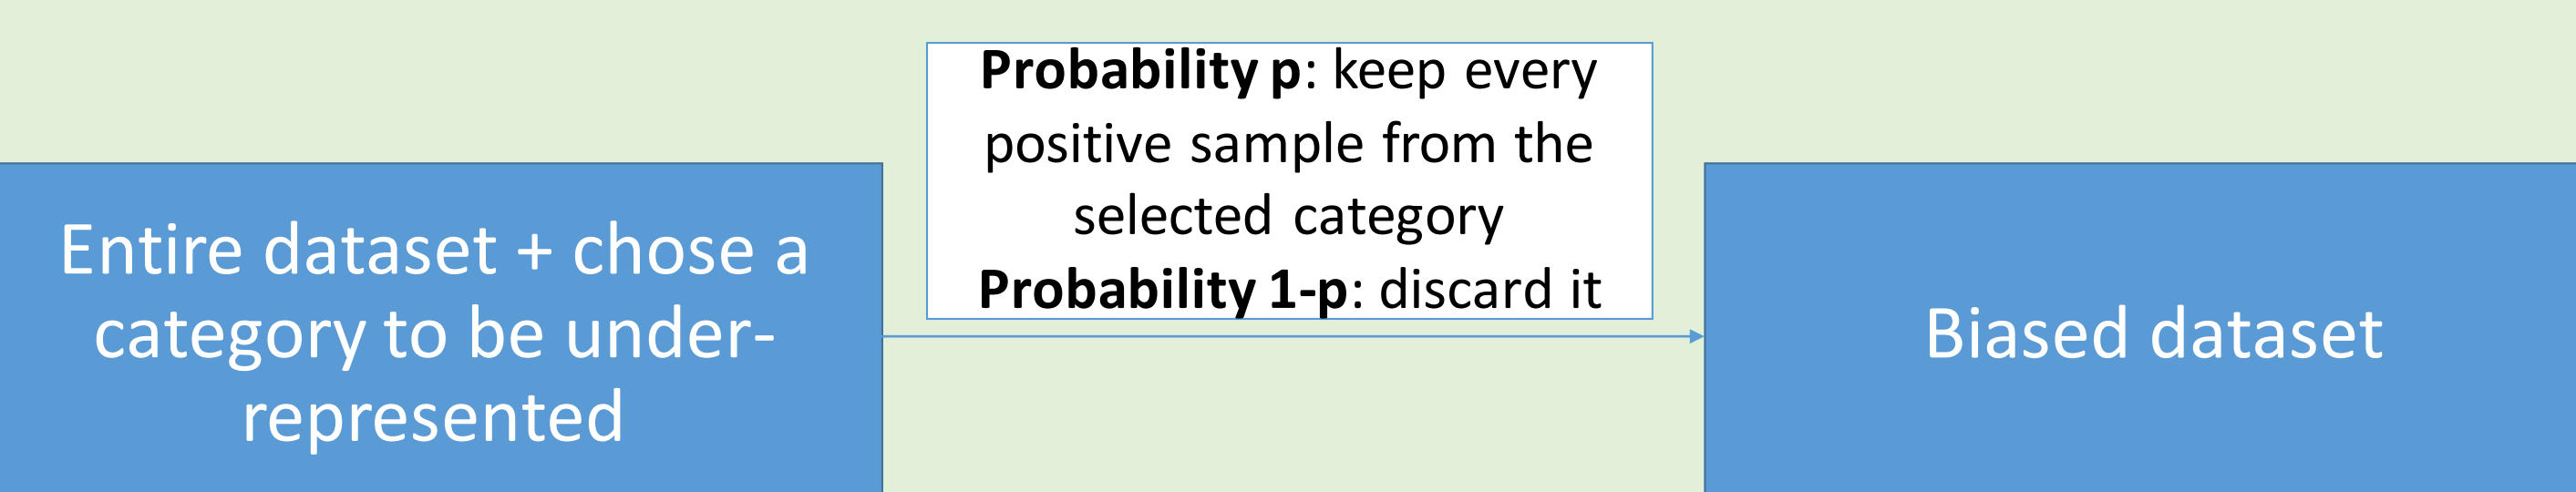 Entire dataset + chose a
category to be under-
represented
Probability p: keep every
positive sample from the
selected category
Probability 1-p: discard it
Biased dataset